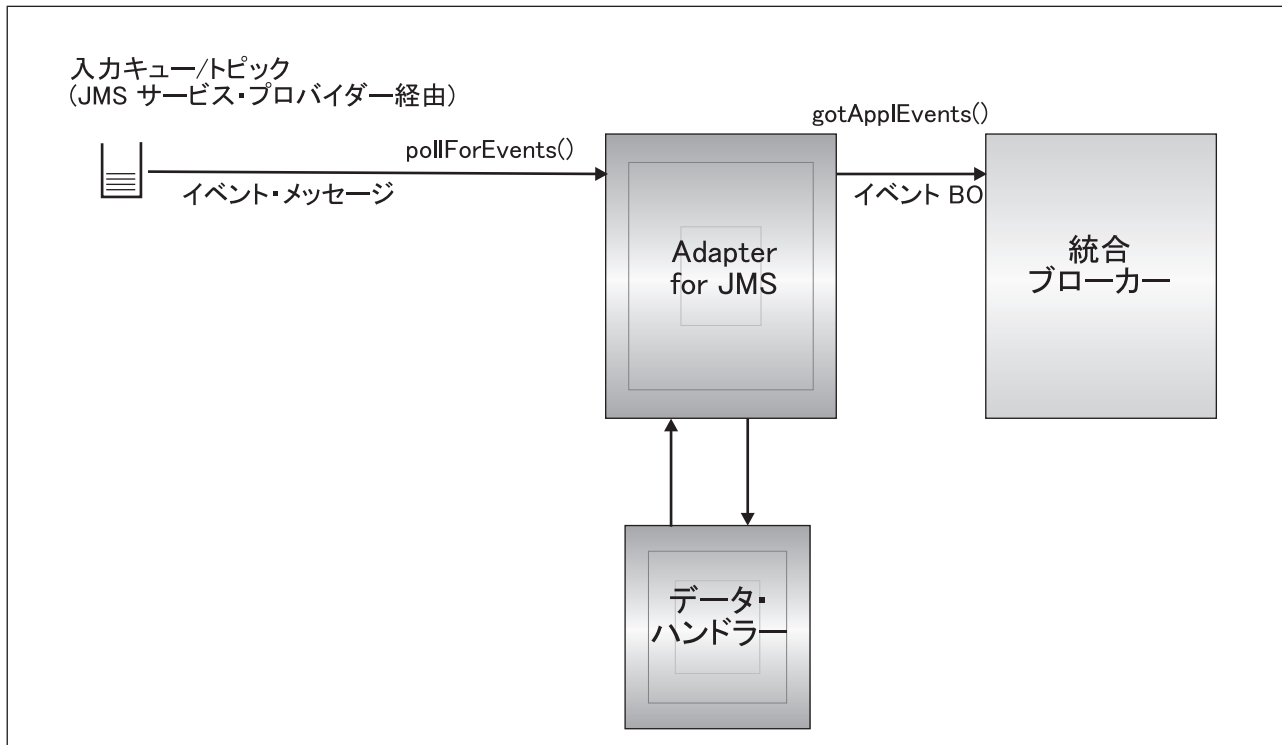 入力キュー/トピック
(JMS サービス・プロバイダー経由)
pollForEvents()
イベント・メッセージ
gotApplEvents()
イベント BO
Adapter
for JMS
統合
ブローカー
データ・
ハンドラー